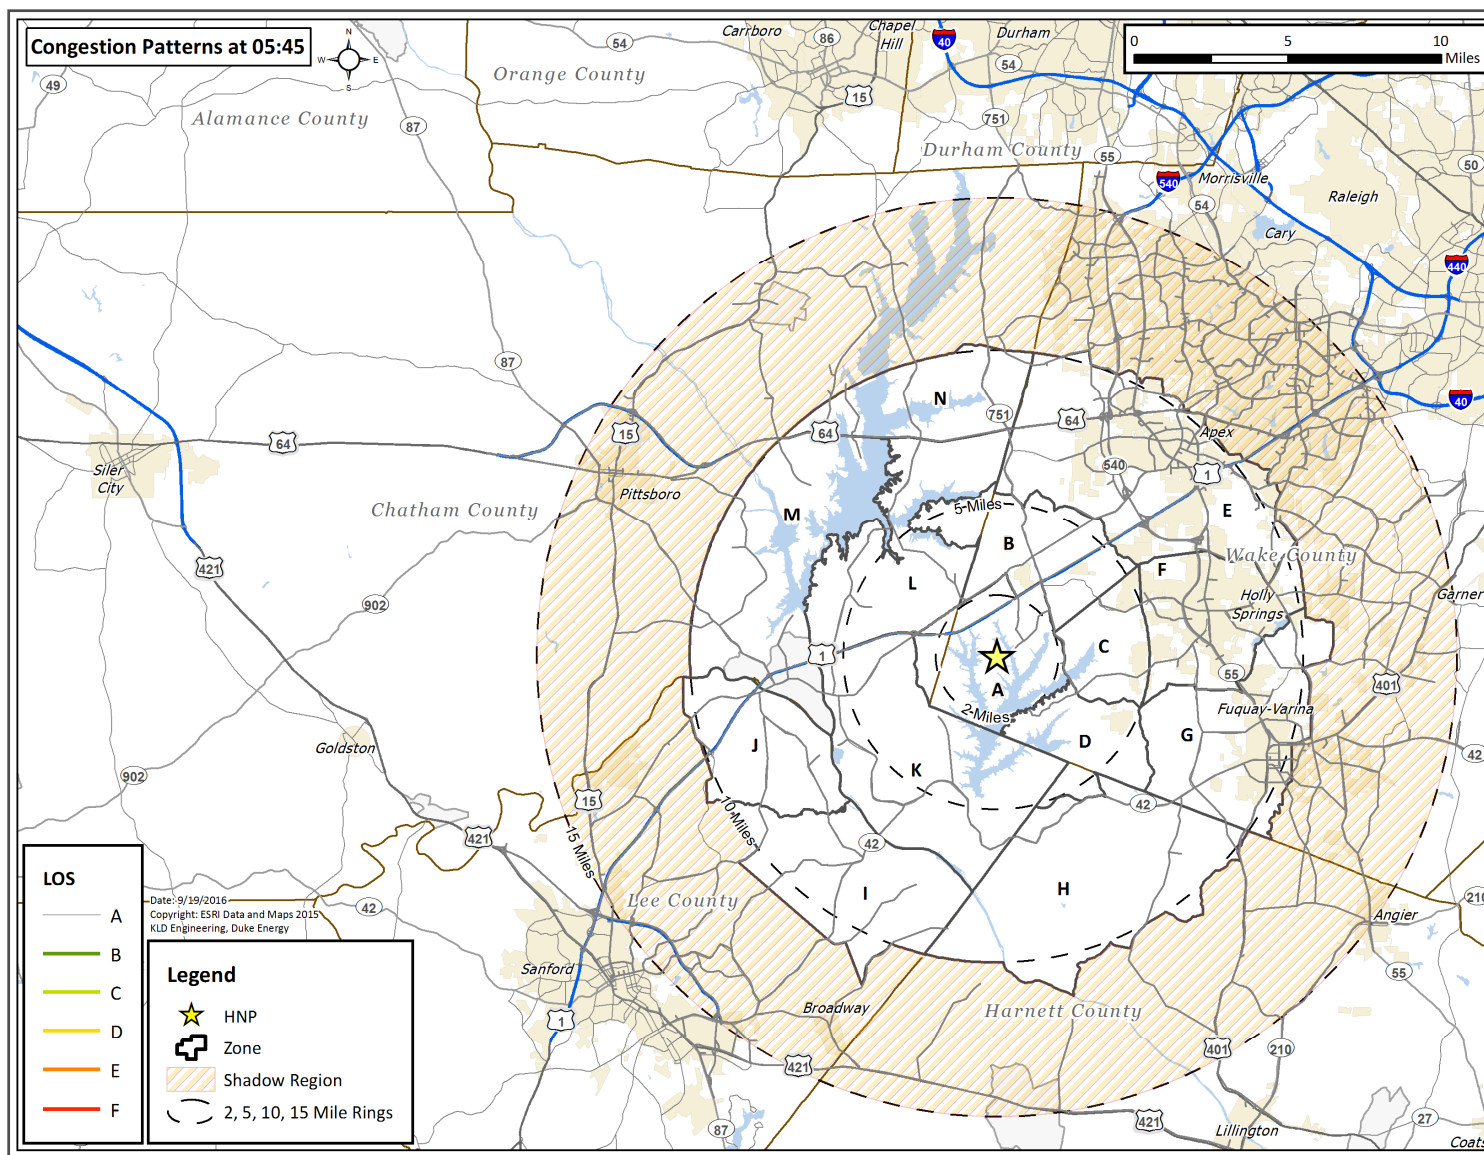 Congestion Patterns at 05:45
N
W
E
S
0
5
10
Miles
Carrboro
86
Chapel
Hill
40
Durham
54
54
49
Orange County
15
Alamance County
87
751
Durham County
55
50
540
Morrisville
54
Raleigh
Cary
440
87
N
751
64
40
15
64
Apex
64
540
1
Siler
City
Pittsboro
Chatham County
M
5 Miles
E
B
Wake County
421
L
F
902
Holly
Springs
Garner
C
1
A
55
401
2 Miles
Fuquay-Varina
J
D
G
Goldston
K
42
902
15
42
10 Miles
421
15 Miles
42
LOS
A
B
C
D
E
F
Date: 9/19/2016
Copyright: ESRI Data and Maps 2015
KLD Engineering, Duke Energy
42
Lee County
I
H
210
Angier
Legend
HNP
Zone
Shadow Region
2, 5, 10, 15 Mile Rings
Sanford
55
Broadway
Harnett County
1
401
210
421
87
421
Lillington
27
Coats